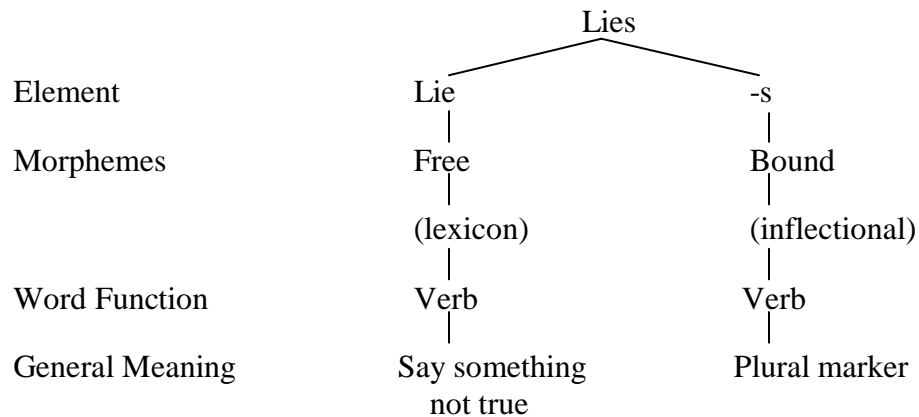 Lies
Element Lie -s
Morphemes Free Bound
(lexicon) (inflectional)
Word Function Verb Verb
General Meaning Say something Plural marker
not true